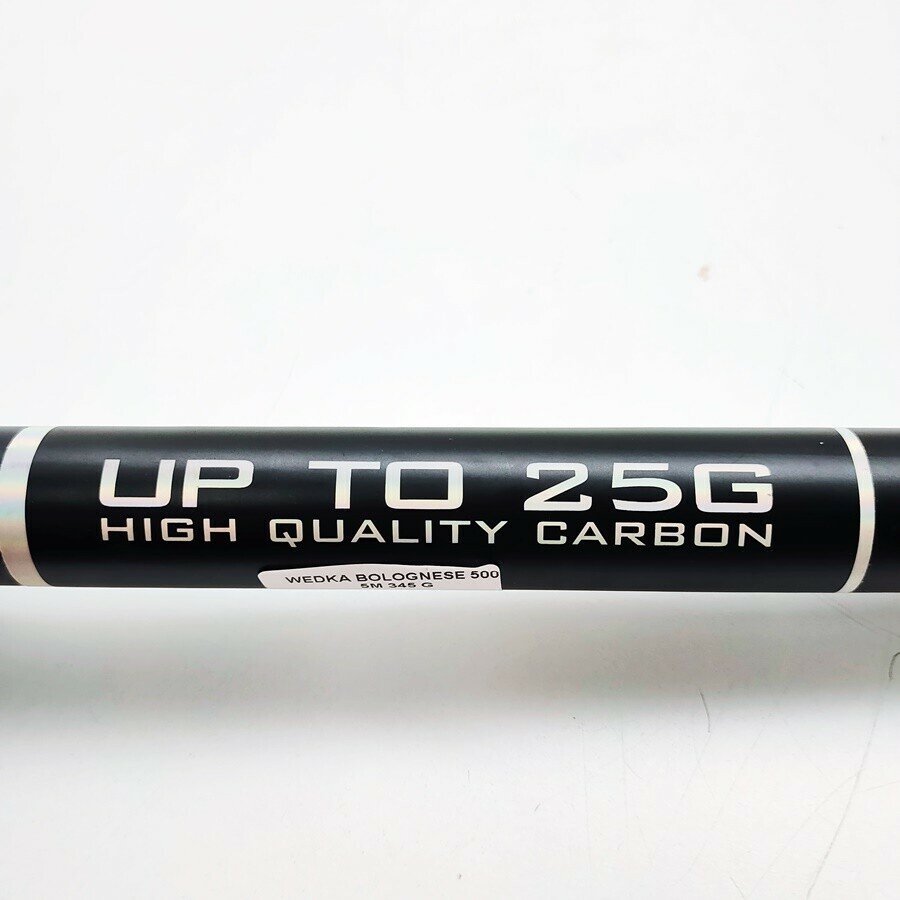 UP TO 25G
HIGH QUALITY CARBON
WEDKA BOLOGNESE 500
5M 345 G